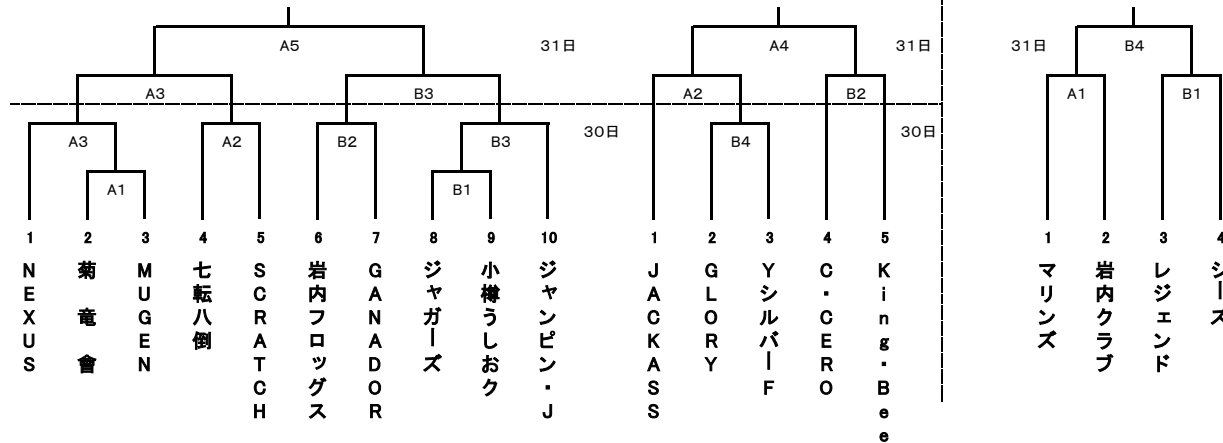 A5 31日 A4 31日 31日 B4
A3 B3 A2 B2 A1 B1
A3 A2 B2 B3 30日 B4 30日
A1 B1
1 2 3 4 5 6 7 8 9 10 1 2 3 4 5 1 2 3 4
NEXUS
菊竜會
MUGEN
七転八倒
SCRATCH
岩内フロッグス
GANADOR
ジャガーズ
小樽うしおク
ジャンピン・J
JACKASS
GLORY
YシルバーF
C・CERO
King・Bee
マリンズ
岩内クラブ
レジェンド
シーズ